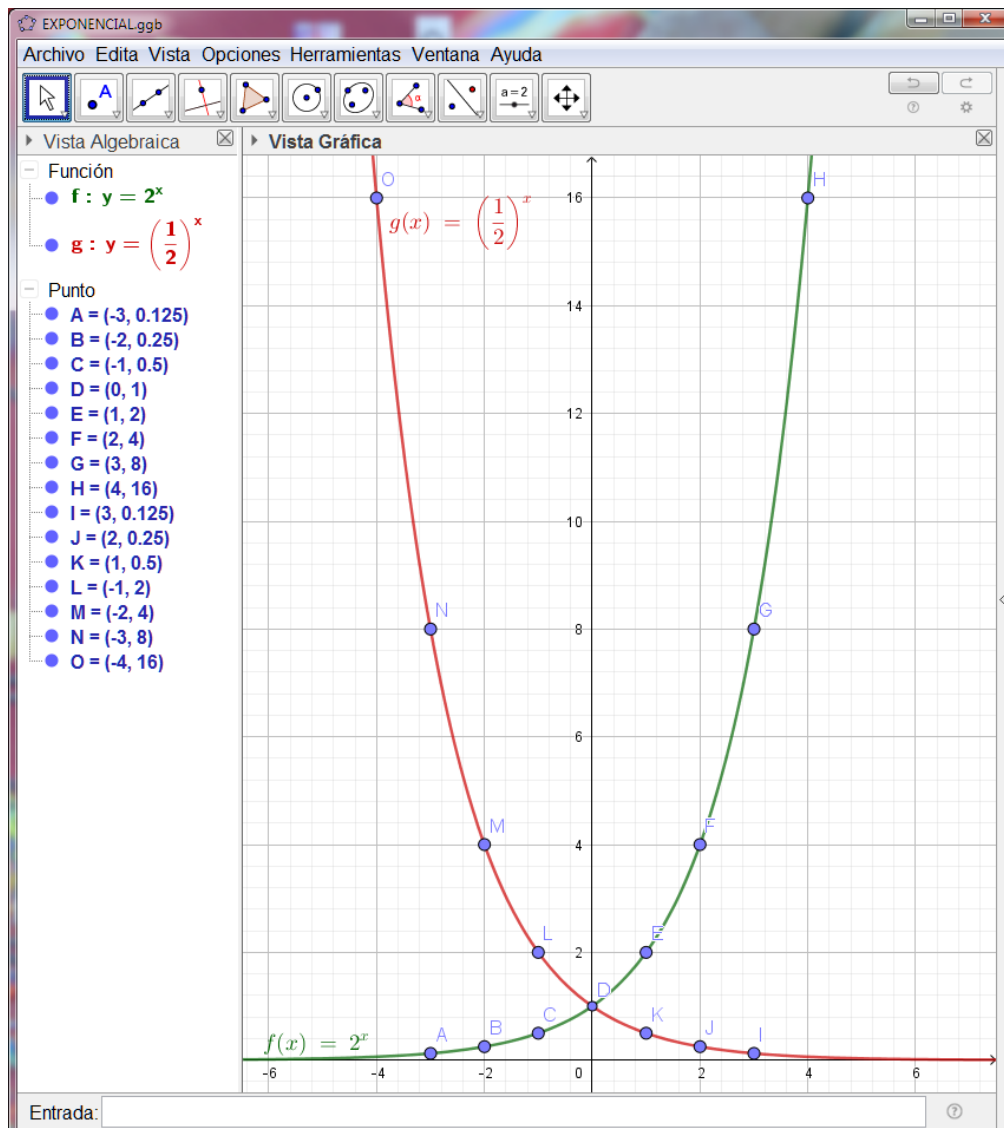 EXPONENCIAL.ggb
Archivo Edita Vista Opciones Herramientas Ventana Ayuda
A
α
a = 2
Vista Algebraica
Vista Gráfica
Función
f : y = 2ˣ
g : y = (1/2)ˣ
Punto
A = (-3, 0.125)
B = (-2, 0.25)
C = (-1, 0.5)
D = (0, 1)
E = (1, 2)
F = (2, 4)
G = (3, 8)
H = (4, 16)
I = (3, 0.125)
J = (2, 0.25)
K = (1, 0.5)
L = (-1, 2)
M = (-2, 4)
N = (-3, 8)
O = (-4, 16)
O
H
16
g(x) = (1/2)ˣ
14
12
10
N
G
8
6
M
F
4
L
E
2
D
A
B
C
K
J
I
f(x) = 2ˣ
-6
-4
-2
0
2
4
6
Entrada: